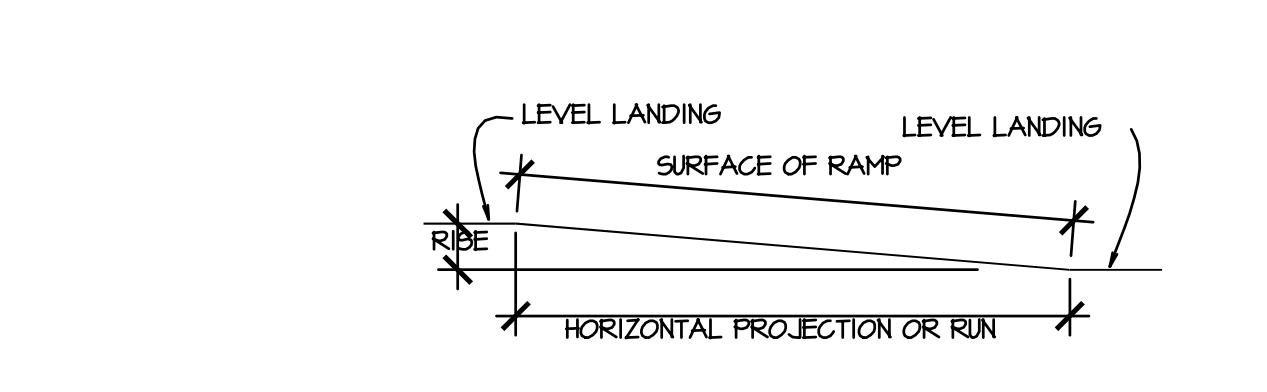 LEVEL LANDING
LEVEL LANDING
SURFACE OF RAMP
RISE
HORIZONTAL PROJECTION OR RUN